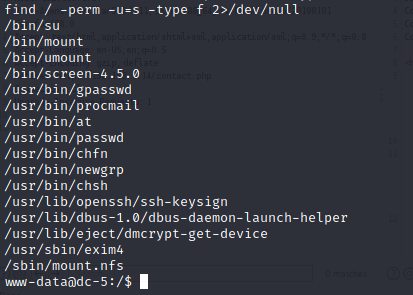 find / -perm -u=s -type f 2>/dev/null
/bin/su
/bin/mount
/bin/umount
/bin/screen-4.5.0
/usr/bin/gpasswd
/usr/bin/procmail
/usr/bin/at
/usr/bin/passwd
/usr/bin/chfn
/usr/bin/newgrp
/usr/bin/chsh
/usr/lib/openssh/ssh-keysign
/usr/lib/dbus-1.0/dbus-daemon-launch-helper
/usr/lib/eject/dmcrypt-get-device
/usr/sbin/exim4
/sbin/mount.nfs
www-data@dc-5:/$